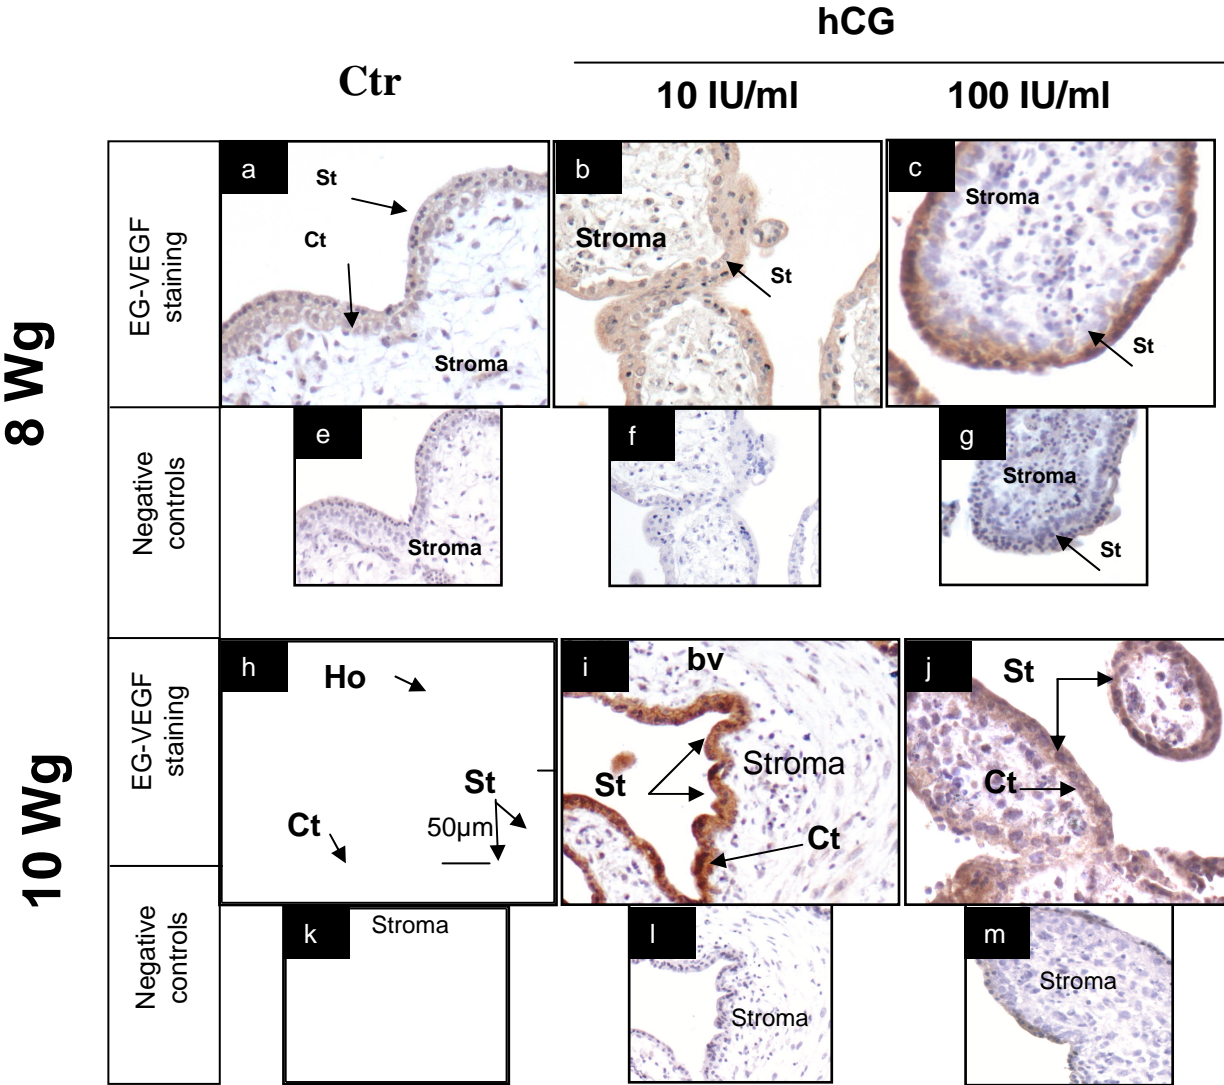 hCG
Ctr
10 IU/ml
100 IU/ml
8 Wg
EG-VEGF
staining
a
St
Ct
Stroma
b
Stroma
St
c
Stroma
St
Negative
controls
e
Stroma
f
g
Stroma
St
10 Wg
EG-VEGF
staining
h
Ho
St
Ct
50µm
i
bv
Stroma
St
Ct
j
St
Ct
Negative
controls
k
Stroma
l
Stroma
m
Stroma